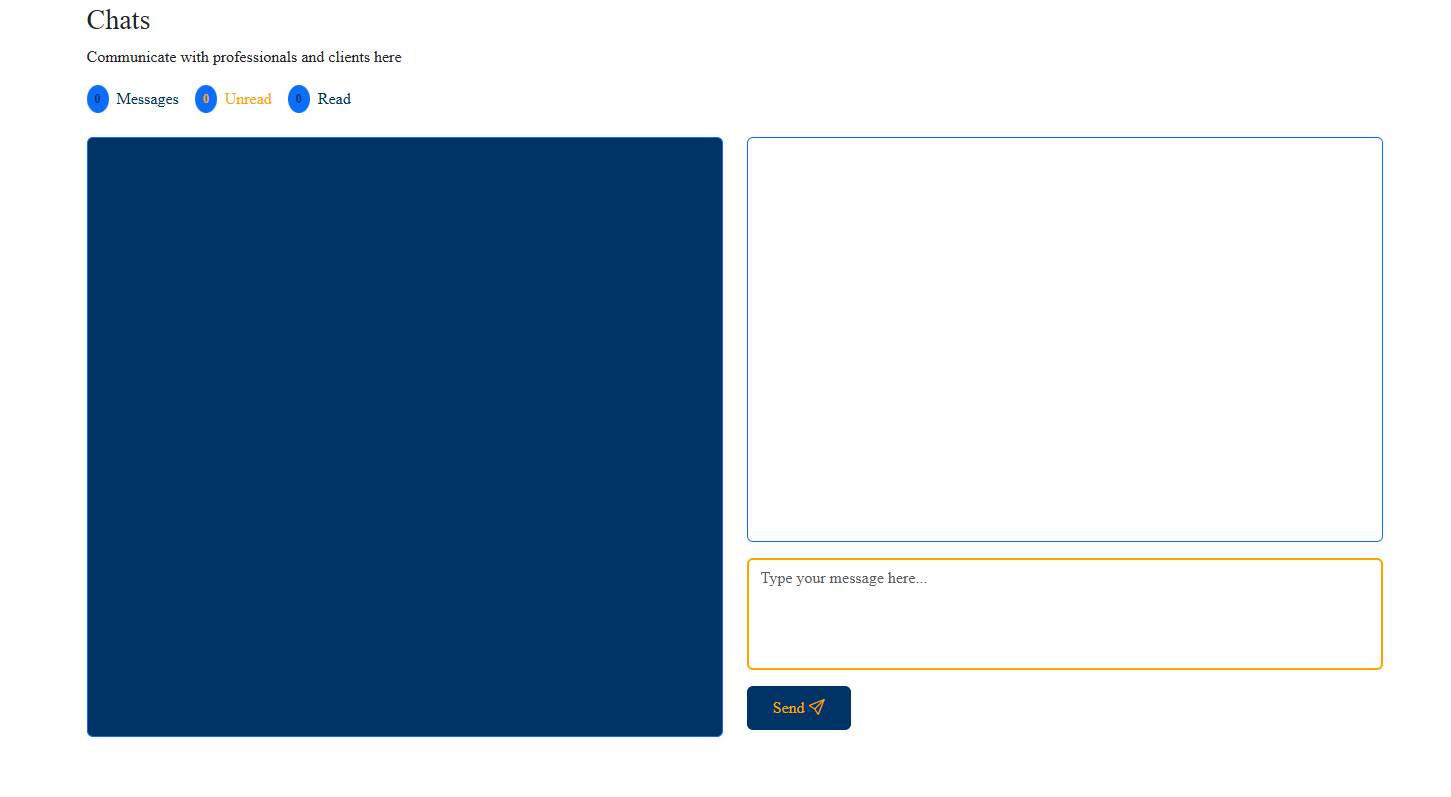 Chats
Communicate with professionals and clients here
0 Messages 0 Unread 0 Read
Type your message here...
Send